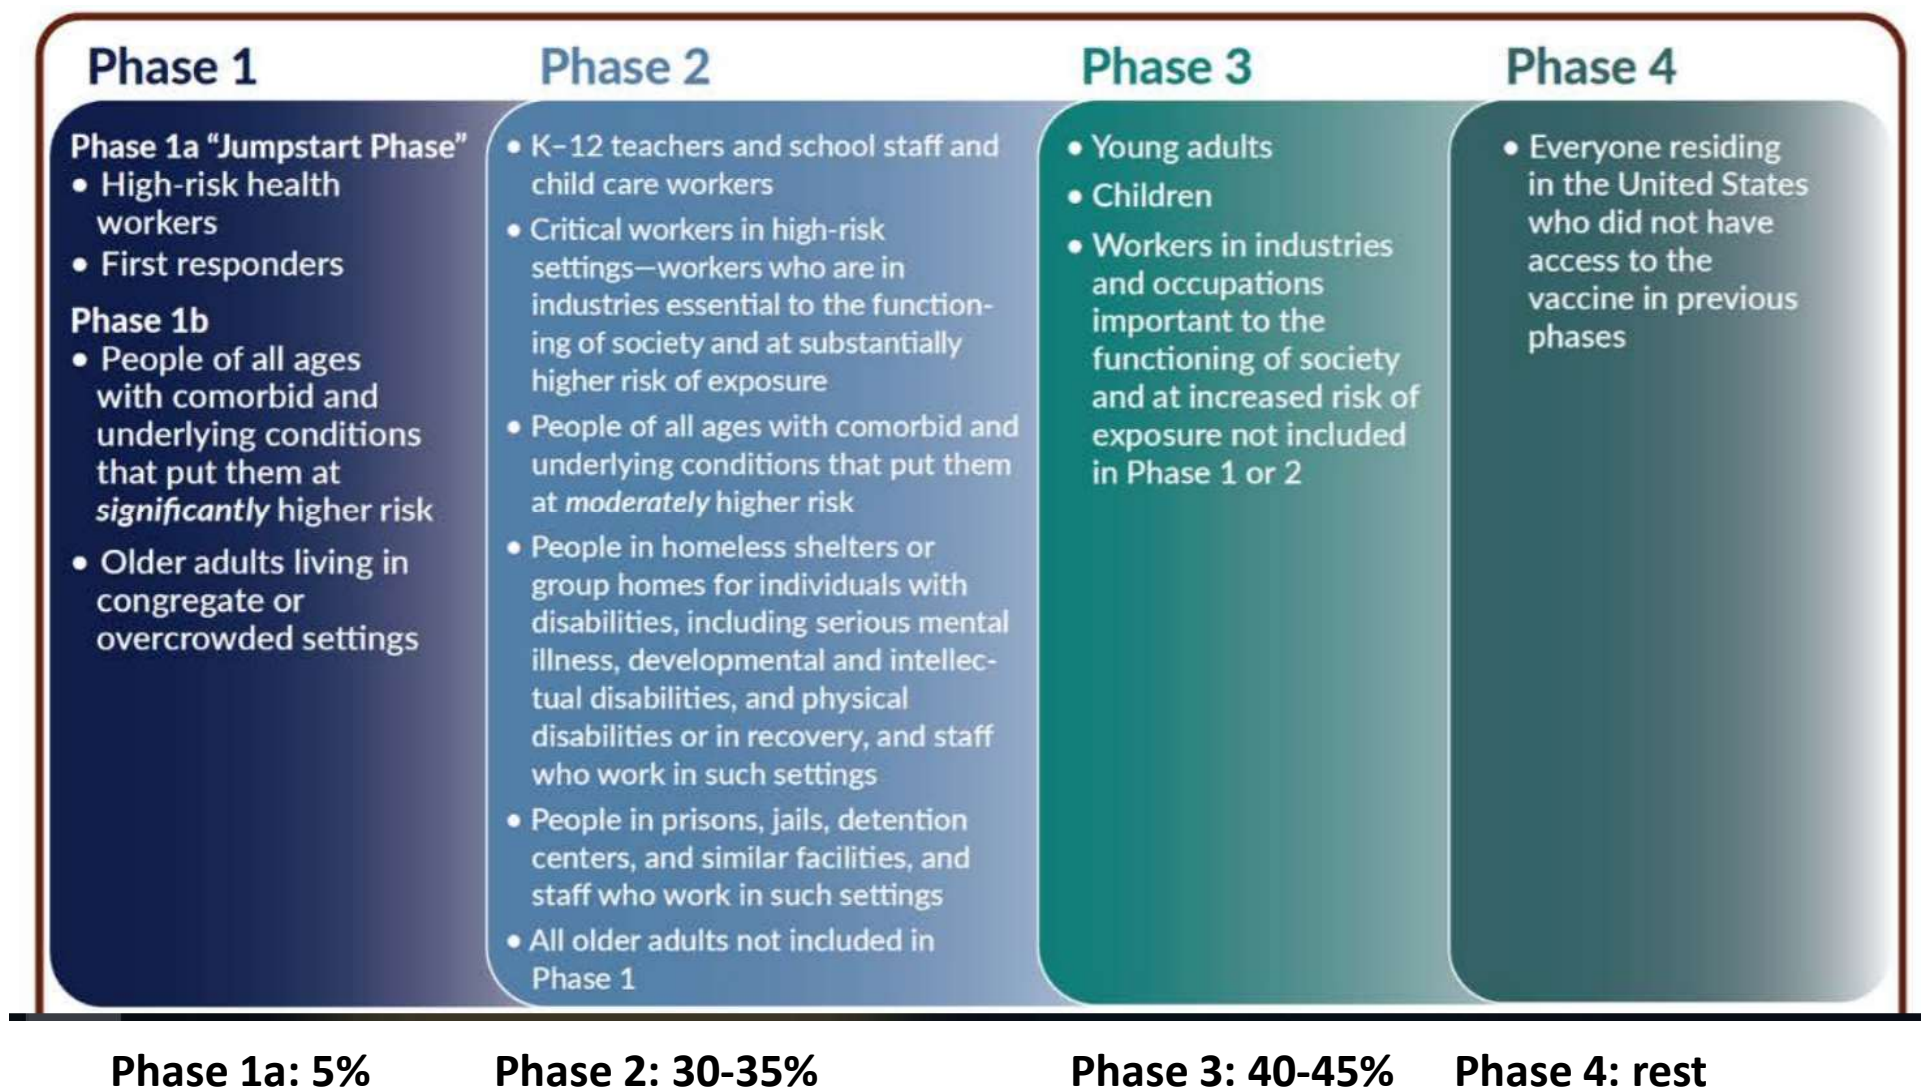 Phase 1
Phase 1a “Jumpstart Phase”
• High-risk health
workers
• First responders
Phase 1b
• People of all ages
with comorbid and
underlying conditions
that put them at
significantly higher risk
• Older adults living in
congregate or
overcrowded settings
Phase 2
• K–12 teachers and school staff and
child care workers
• Critical workers in high-risk
settings—workers who are in
industries essential to the function-
ing of society and at substantially
higher risk of exposure
• People of all ages with comorbid and
underlying conditions that put them
at moderately higher risk
• People in homeless shelters or
group homes for individuals with
disabilities, including serious mental
illness, developmental and intellec-
tual disabilities, and physical
disabilities or in recovery, and staff
who work in such settings
• People in prisons, jails, detention
centers, and similar facilities, and
staff who work in such settings
• All older adults not included in
Phase 1
Phase 3
• Young adults
• Children
• Workers in industries
and occupations
important to the
functioning of society
and at increased risk of
exposure not included
in Phase 1 or 2
Phase 4
• Everyone residing
in the United States
who did not have
access to the
vaccine in previous
phases
Phase 1a: 5%
Phase 2: 30-35%
Phase 3: 40-45%
Phase 4: rest